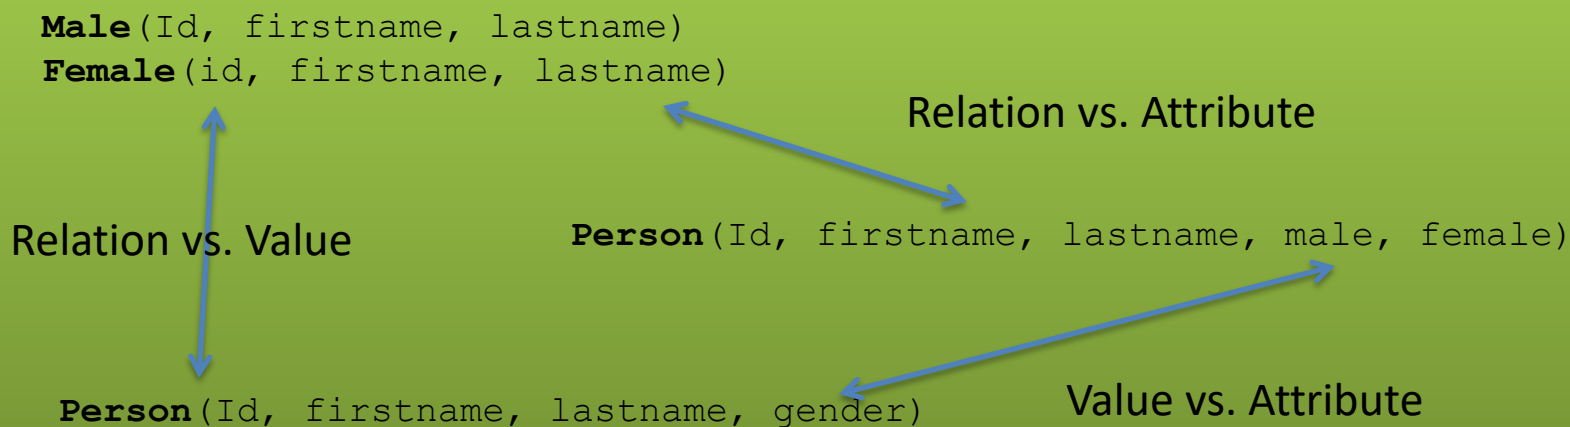 Male(Id, firstname, lastname)
Female(id, firstname, lastname)
Relation vs. Attribute
Relation vs. Value
Person(Id, firstname, lastname, male, female)
Person(Id, firstname, lastname, gender)
Value vs. Attribute